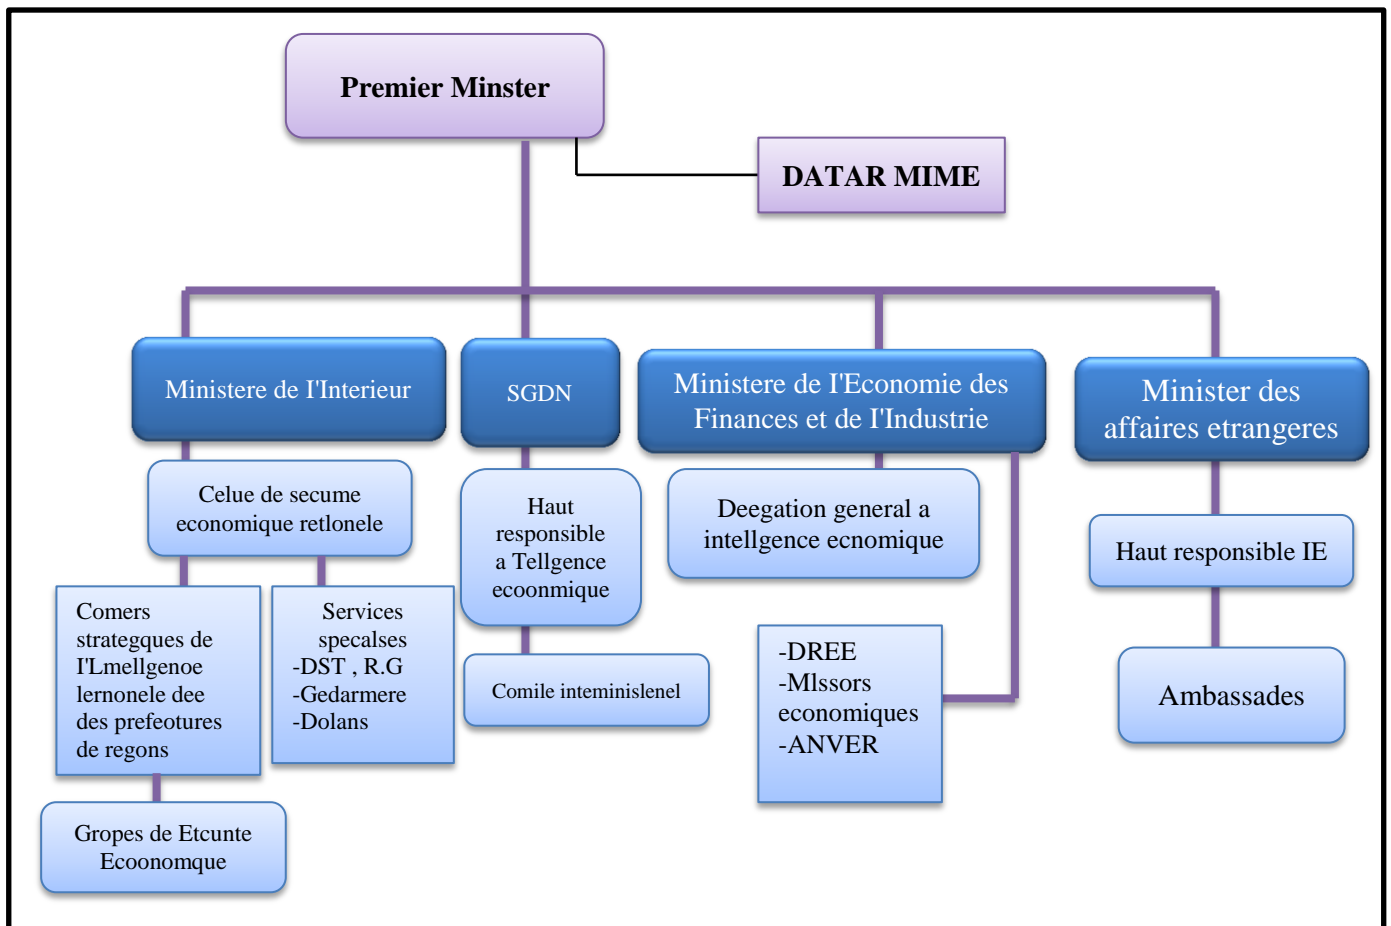 Premier Minster
DATAR MIME
Ministere de I'Interieur
SGDN
Ministere de I'Economie des
Finances et de I'Industrie
Minister des
affaires etrangeres
Celue de secume
economique retlonele
Haut
responsible
a Tellgence
ecoonmique
Deegation general a
intellgence ecnomique
Haut responsible IE
Comers
strategques de
I'Lmellgenoe
lernonele dee
des prefeotures
de regons
Services
specalses
-DST , R.G
-Gedarmere
-Dolans
Comile inteminislenel
-DREE
-Mlssors
economiques
-ANVER
Ambassades
Gropes de Etcunte
Ecoonomque